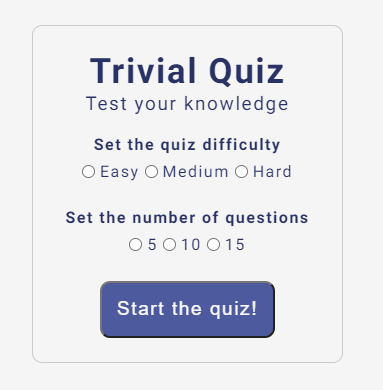 Trivial Quiz
Test your knowledge
Set the quiz difficulty
Easy Medium Hard
Set the number of questions
5 10 15
Start the quiz!